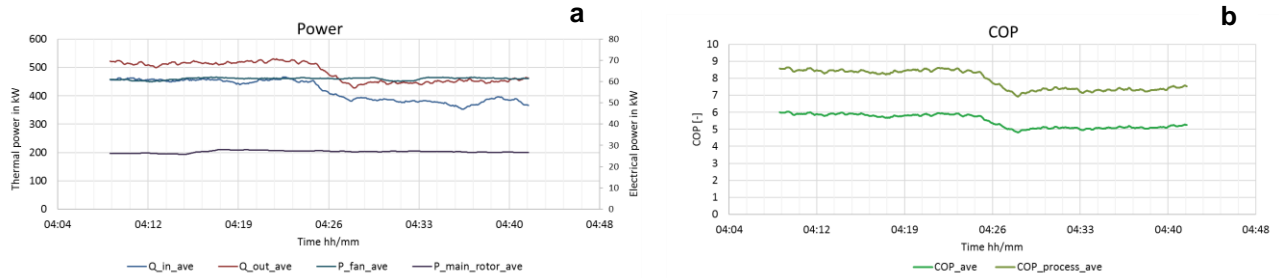 a
Power
600
500
400
300
200
100
0
Thermal power in kW
80
70
60
50
40
30
20
10
0
Electrical power in kW
04:04 04:12 04:19 04:26 04:33 04:40 04:48
Time hh/mm
Q_in_ave Q_out_ave P_fan_ave P_main_rotor_ave
b
COP
10
9
8
7
6
5
4
3
2
1
0
COP [-]
04:04 04:12 04:19 04:26 04:33 04:40 04:48
Time hh/mm
COP_ave COP_process_ave